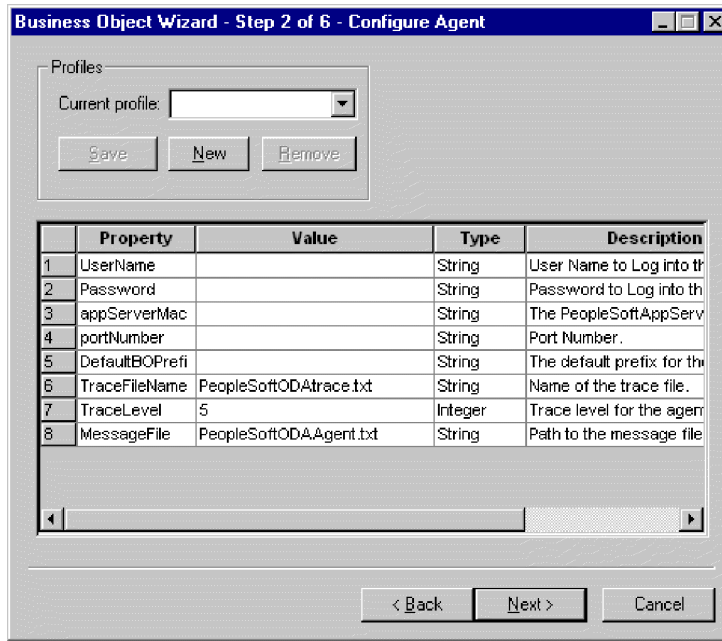 Business Object Wizard - Step 2 of 6 - Configure Agent
Profiles
Current profile:
Save New Remove
Property Value Type Description
1 UserName String User Name to Log into th
2 Password String Password to Log into th
3 appServerMac String The PeopleSoftAppServ
4 portNumber String Port Number.
5 DefaultBOPrefi String The default prefix for the
6 TraceFileName PeopleSoftODAtrace.txt String Name of the trace file.
7 TraceLevel 5 Integer Trace level for the agen
8 MessageFile PeopleSoftODAAgent.txt String Path to the message file
< Back Next > Cancel